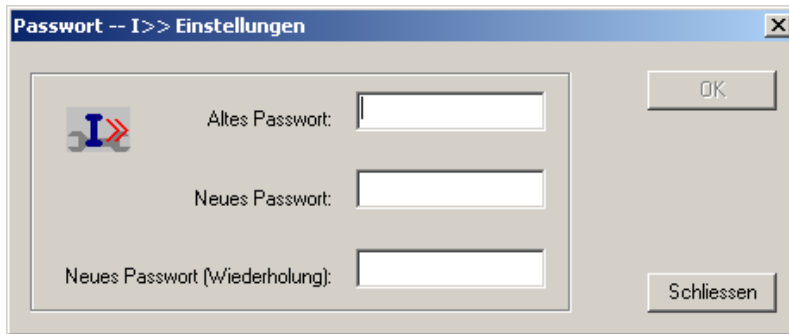 Passwort -- I>> Einstellungen
Altes Passwort:
OK
I>>
Neues Passwort:
Neues Passwort (Wiederholung):
Schliessen